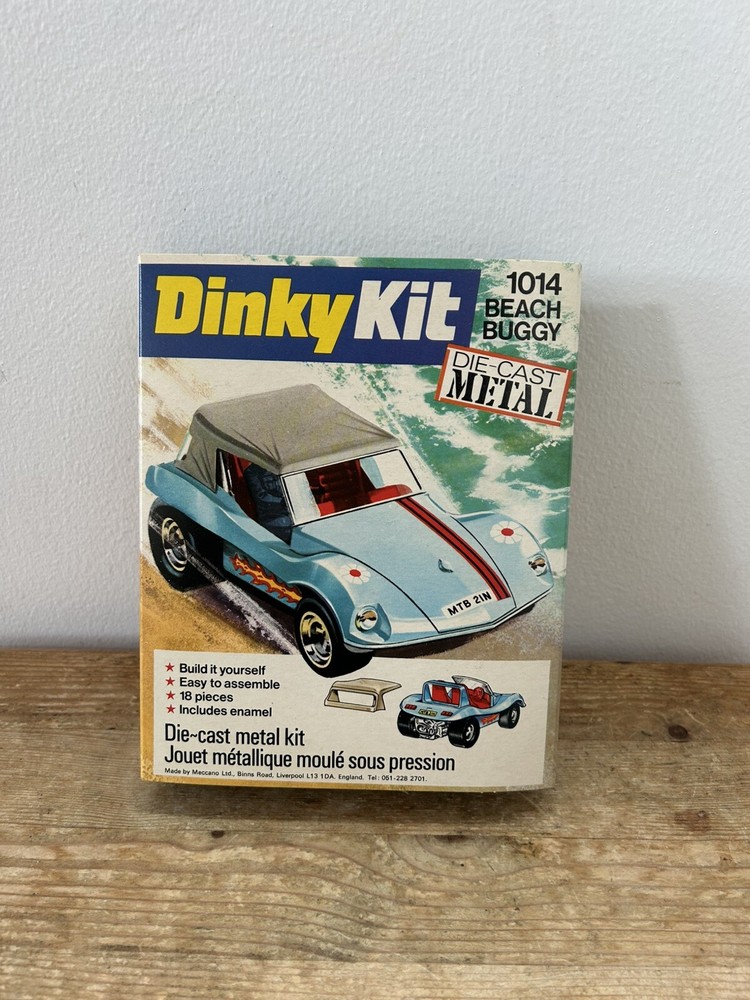 Dinky Kit
1014
BEACH
BUGGY
DIE-CAST
METAL
MTB 21N
★ Build it yourself
★ Easy to assemble
★ 18 pieces
★ Includes enamel
Die~cast metal kit
Jouet métallique moulé sous pression
Made by Meccano Ltd., Binns Road, Liverpool L13 1DA. England. Tel: 051-228 2701.